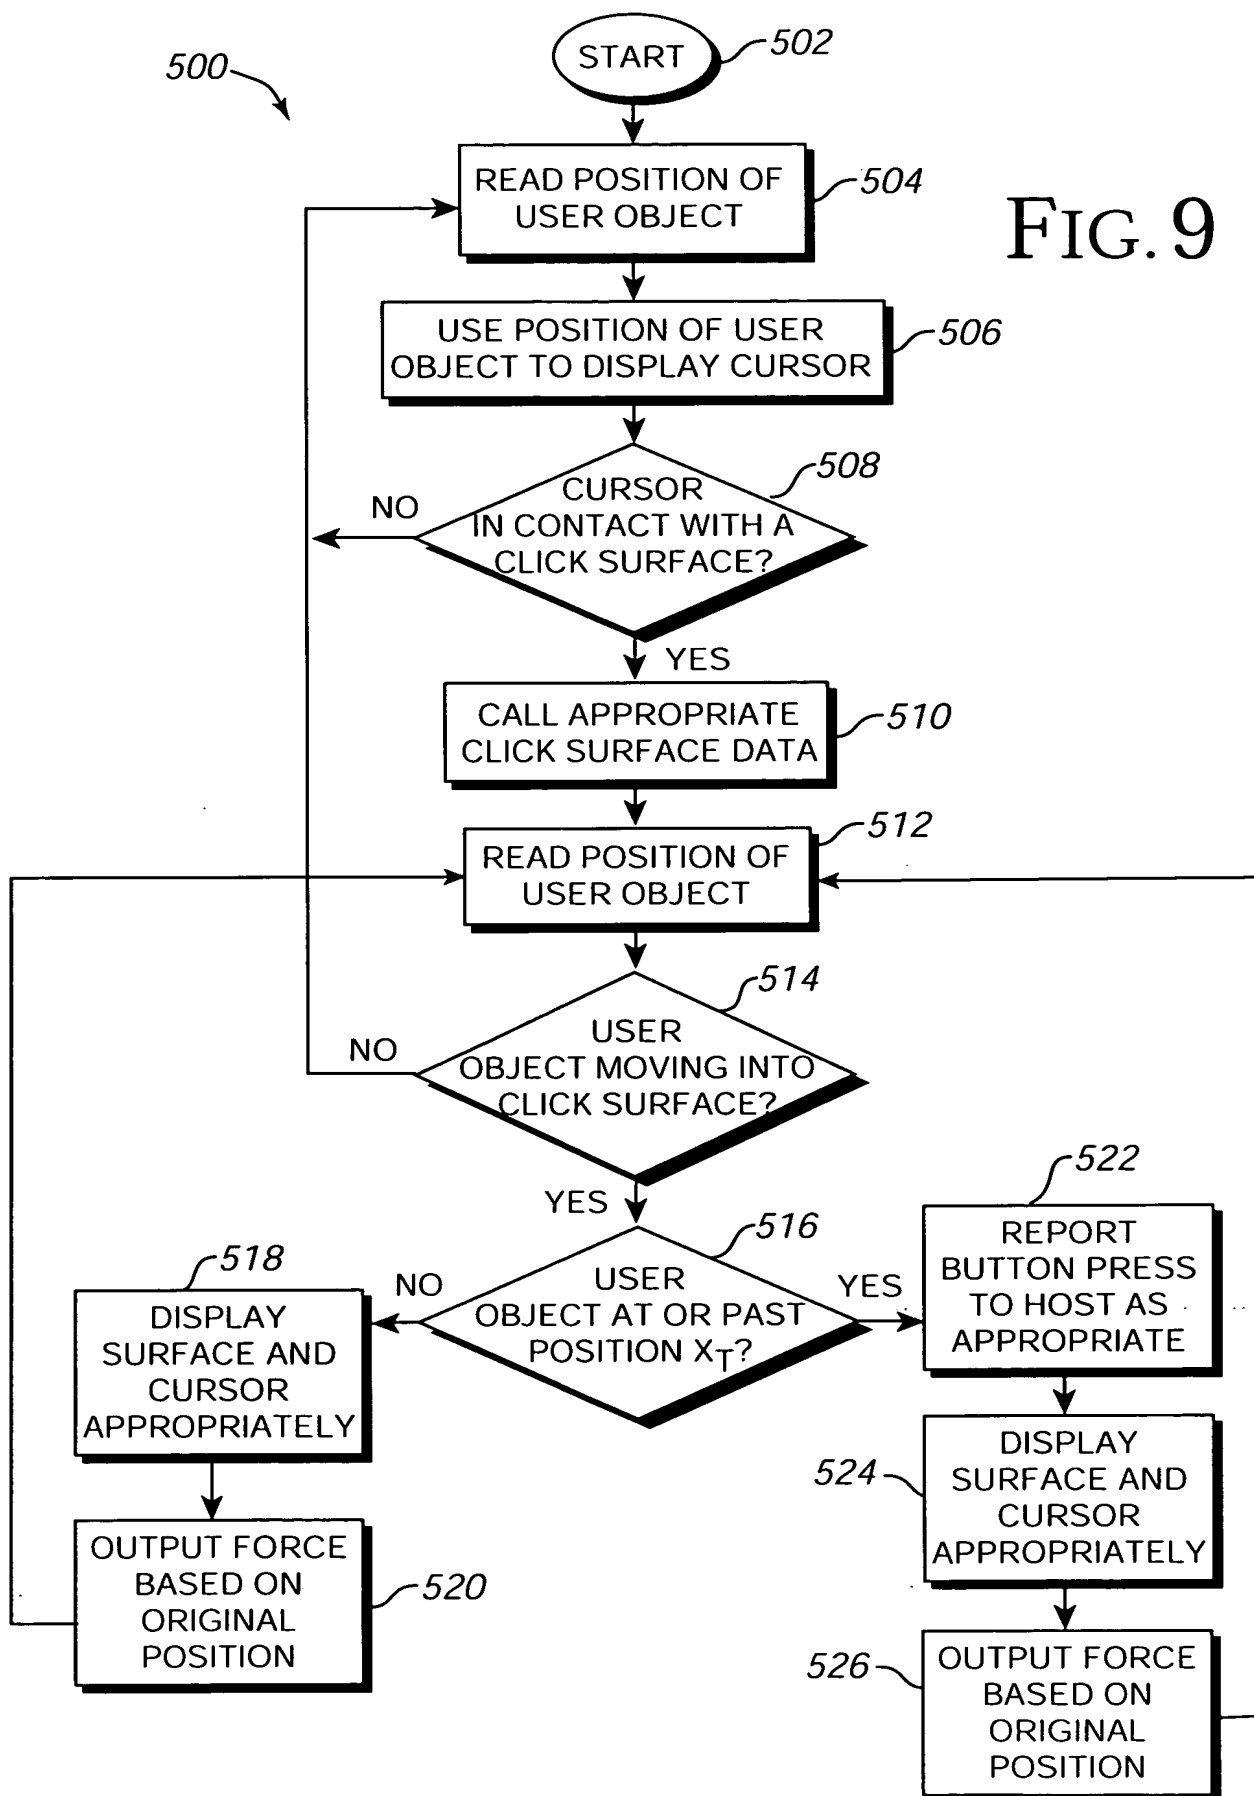 START
502
500
READ POSITION OF
USER OBJECT
504
FIG. 9
USE POSITION OF USER
OBJECT TO DISPLAY CURSOR
506
CURSOR
IN CONTACT WITH A
CLICK SURFACE?
508
NO
YES
CALL APPROPRIATE
CLICK SURFACE DATA
510
READ POSITION OF
USER OBJECT
512
USER
OBJECT MOVING INTO
CLICK SURFACE?
514
NO
YES
USER
OBJECT AT OR PAST
POSITION XT?
516
NO
YES
518
DISPLAY
SURFACE AND
CURSOR
APPROPRIATELY
OUTPUT FORCE
BASED ON
ORIGINAL
POSITION
520
522
REPORT
BUTTON PRESS
TO HOST AS
APPROPRIATE
524
DISPLAY
SURFACE AND
CURSOR
APPROPRIATELY
526
OUTPUT FORCE
BASED ON
ORIGINAL
POSITION